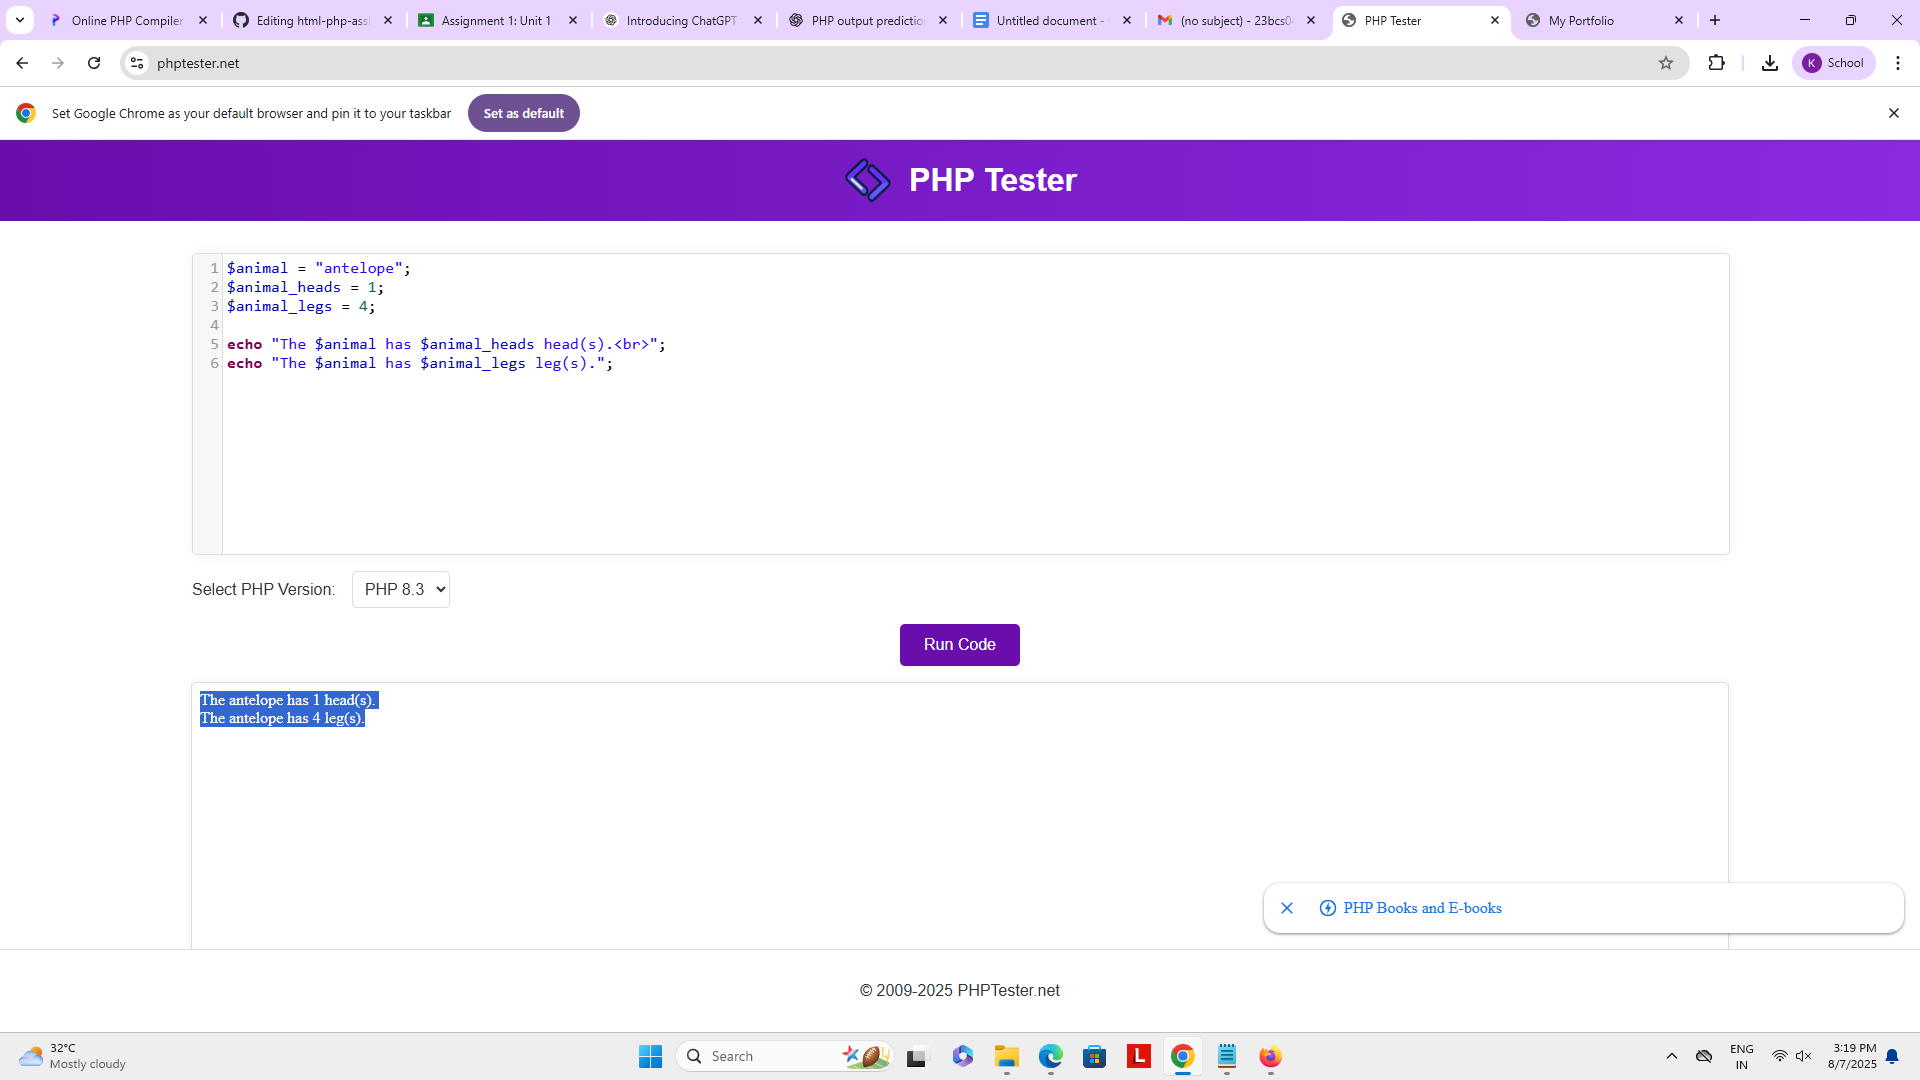 Online PHP Compiler
Editing html-php-assi
Assignment 1: Unit 1
Introducing ChatGPT
PHP output prediction
Untitled document -
(no subject) - 23bcs0
PHP Tester
My Portfolio
phptester.net
K School
Set Google Chrome as your default browser and pin it to your taskbar
Set as default
PHP Tester
1 $animal = "antelope";
2 $animal_heads = 1;
3 $animal_legs = 4;
4
5 echo "The $animal has $animal_heads head(s).<br>";
6 echo "The $animal has $animal_legs leg(s).";
Select PHP Version: PHP 8.3
Run Code
The antelope has 1 head(s).
The antelope has 4 leg(s).
PHP Books and E-books
© 2009-2025 PHPTester.net
32°C
Mostly cloudy
Search
L
ENG
IN
3:19 PM
8/7/2025